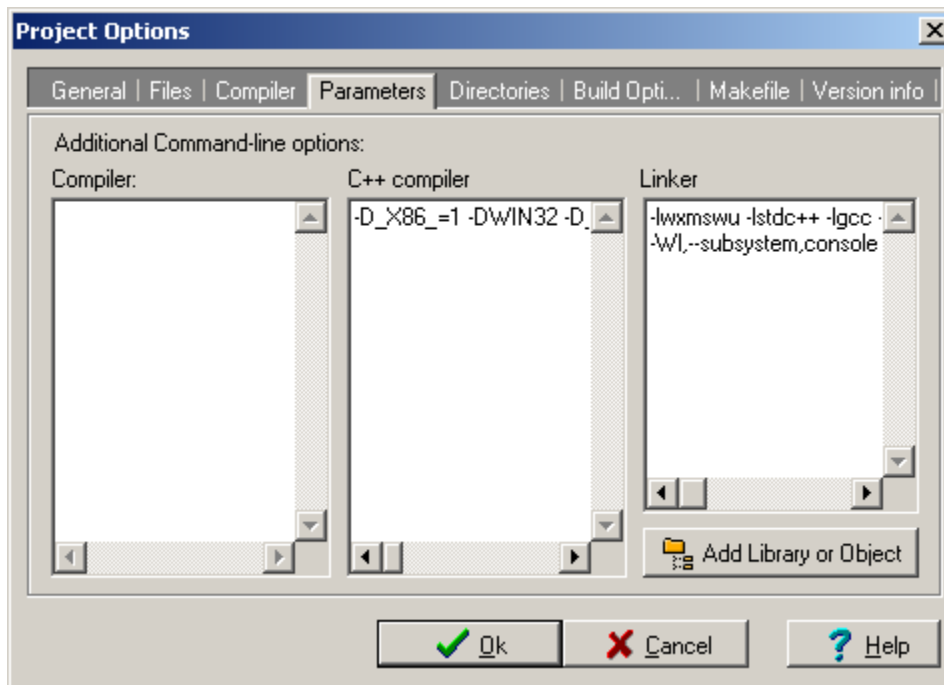 Project Options
General | Files | Compiler | Parameters | Directories | Build Opti... | Makefile | Version info |
Additional Command-line options:
Compiler:
C++ compiler
-D_X86_=1 -DWIN32 -D_
Linker
-lwxmswu -lstdc++ -lgcc -
-Wl,--subsystem,console
Add Library or Object
Ok
Cancel
Help